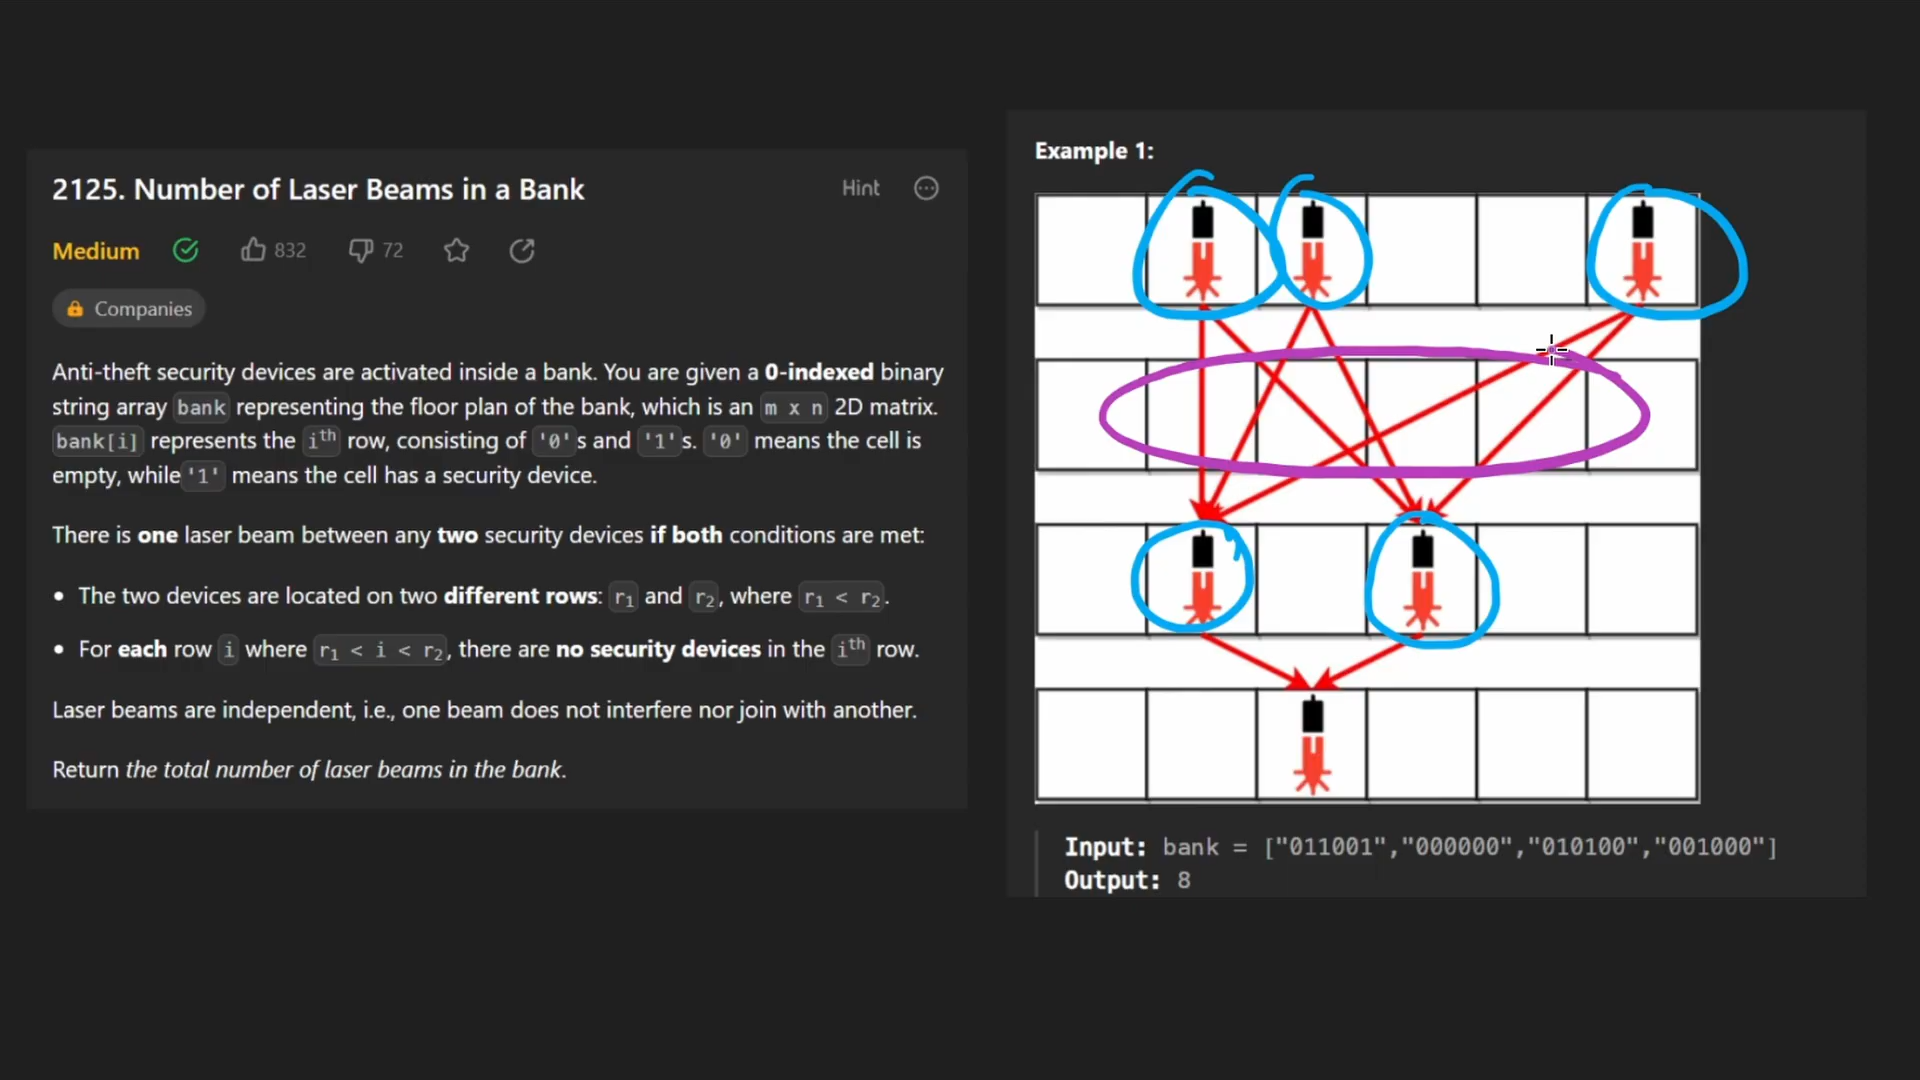 2125. Number of Laser Beams in a Bank
Hint
Medium
832
72
Companies
Anti-theft security devices are activated inside a bank. You are given a 0-indexed binary
string array bank representing the floor plan of the bank, which is an m x n 2D matrix.
bank[i] represents the ith row, consisting of '0's and '1's. '0' means the cell is
empty, while'1' means the cell has a security device.
There is one laser beam between any two security devices if both conditions are met:
• The two devices are located on two different rows: r1 and r2, where r1 < r2.
• For each row i where r1 < i < r2, there are no security devices in the ith row.
Laser beams are independent, i.e., one beam does not interfere nor join with another.
Return the total number of laser beams in the bank.
Example 1:
Input: bank = ["011001","000000","010100","001000"]
Output: 8